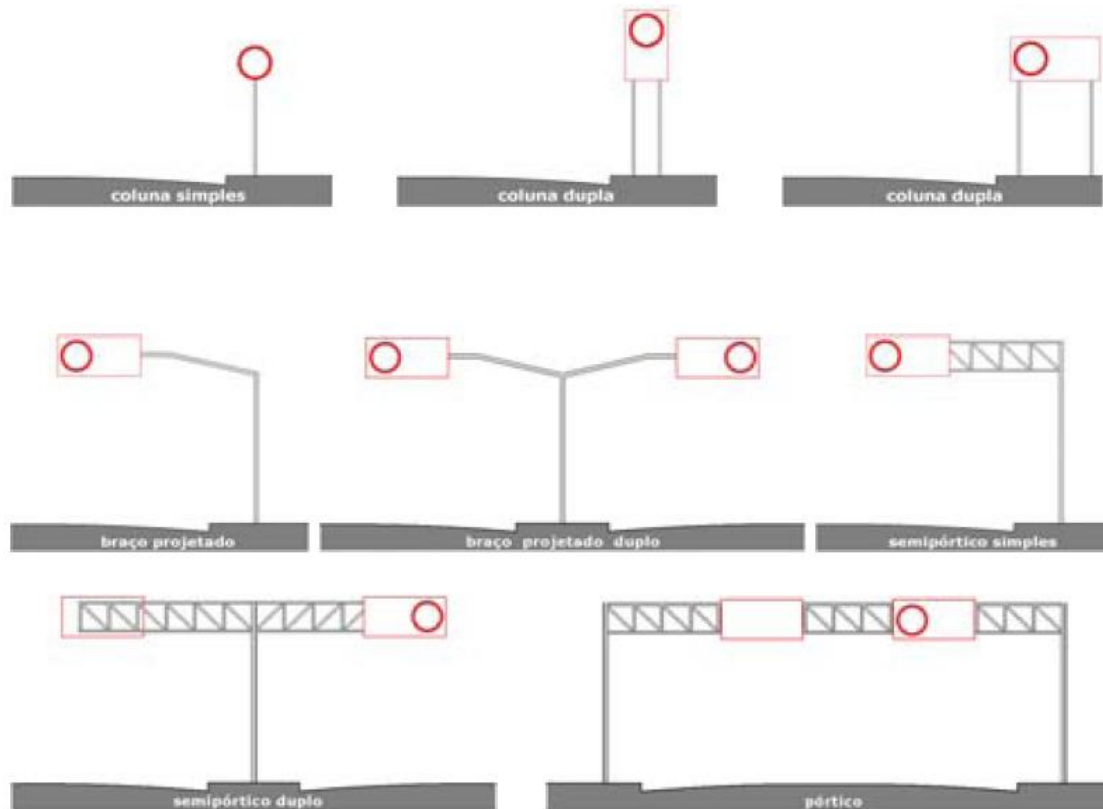 coluna simples
coluna dupla
coluna dupla
braço projetado
braço projetado duplo
semipórtico simples
semipórtico duplo
pórtico